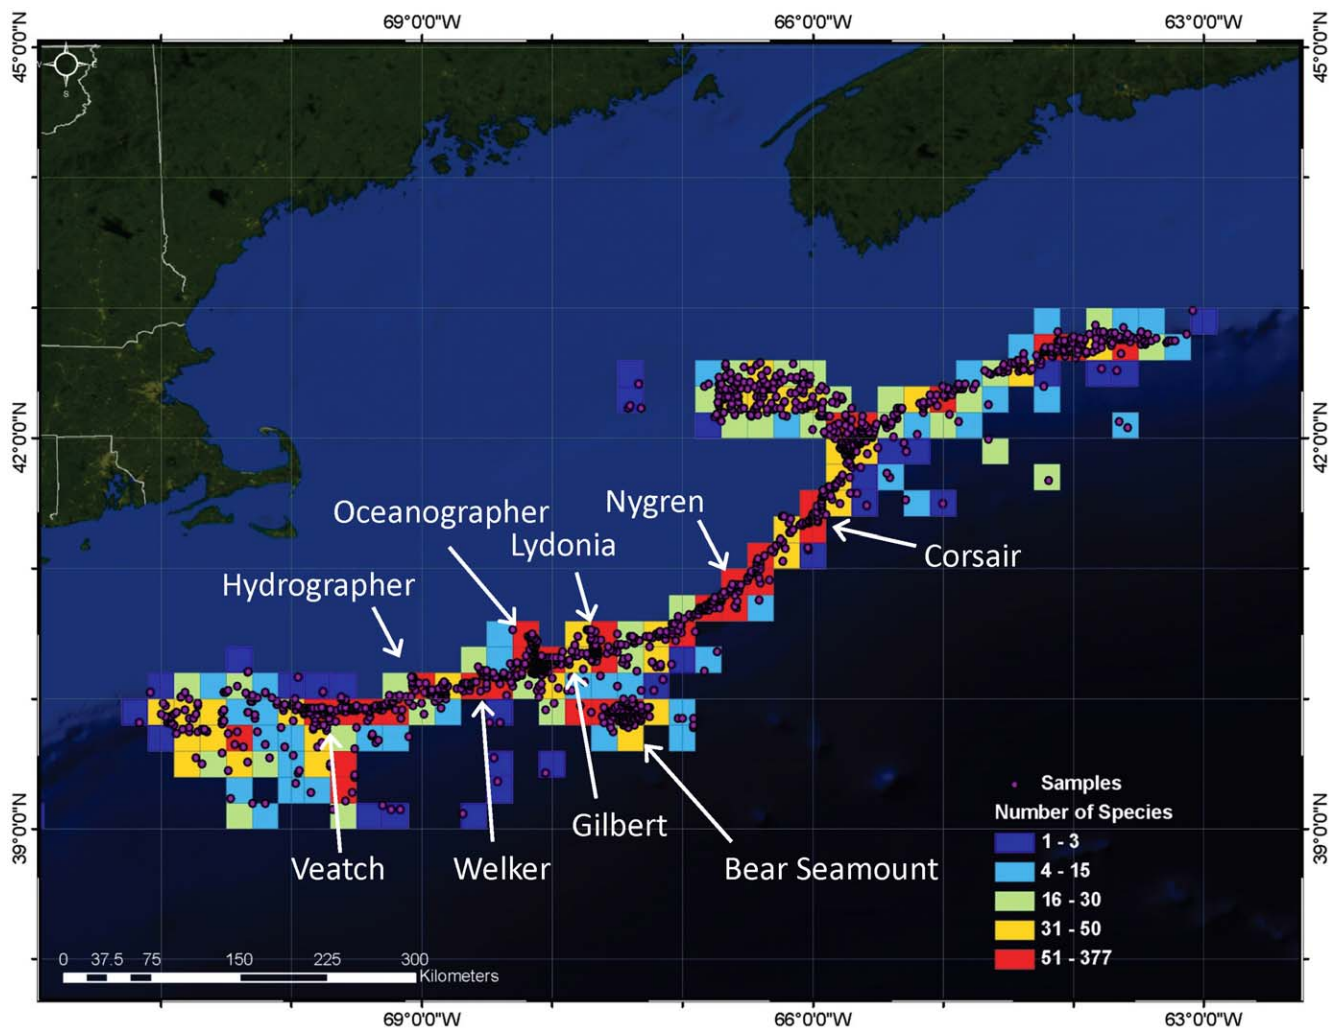 69°0'0"W 66°0'0"W 63°0'0"W
45°0'0"N 45°0'0"N
S
42°0'0"N 42°0'0"N
Oceanographer
Nygren
Lydonia
Corsair
Hydrographer
Samples
Number of Species
39°0'0"N 39°0'0"N
Gilbert
1 - 3
Veatch Welker Bear Seamount
4 - 15
16 - 30
31 - 50
0 37.5 75 150 225 300
51 - 377
Kilometers
69°0'0"W 66°0'0"W 63°0'0"W